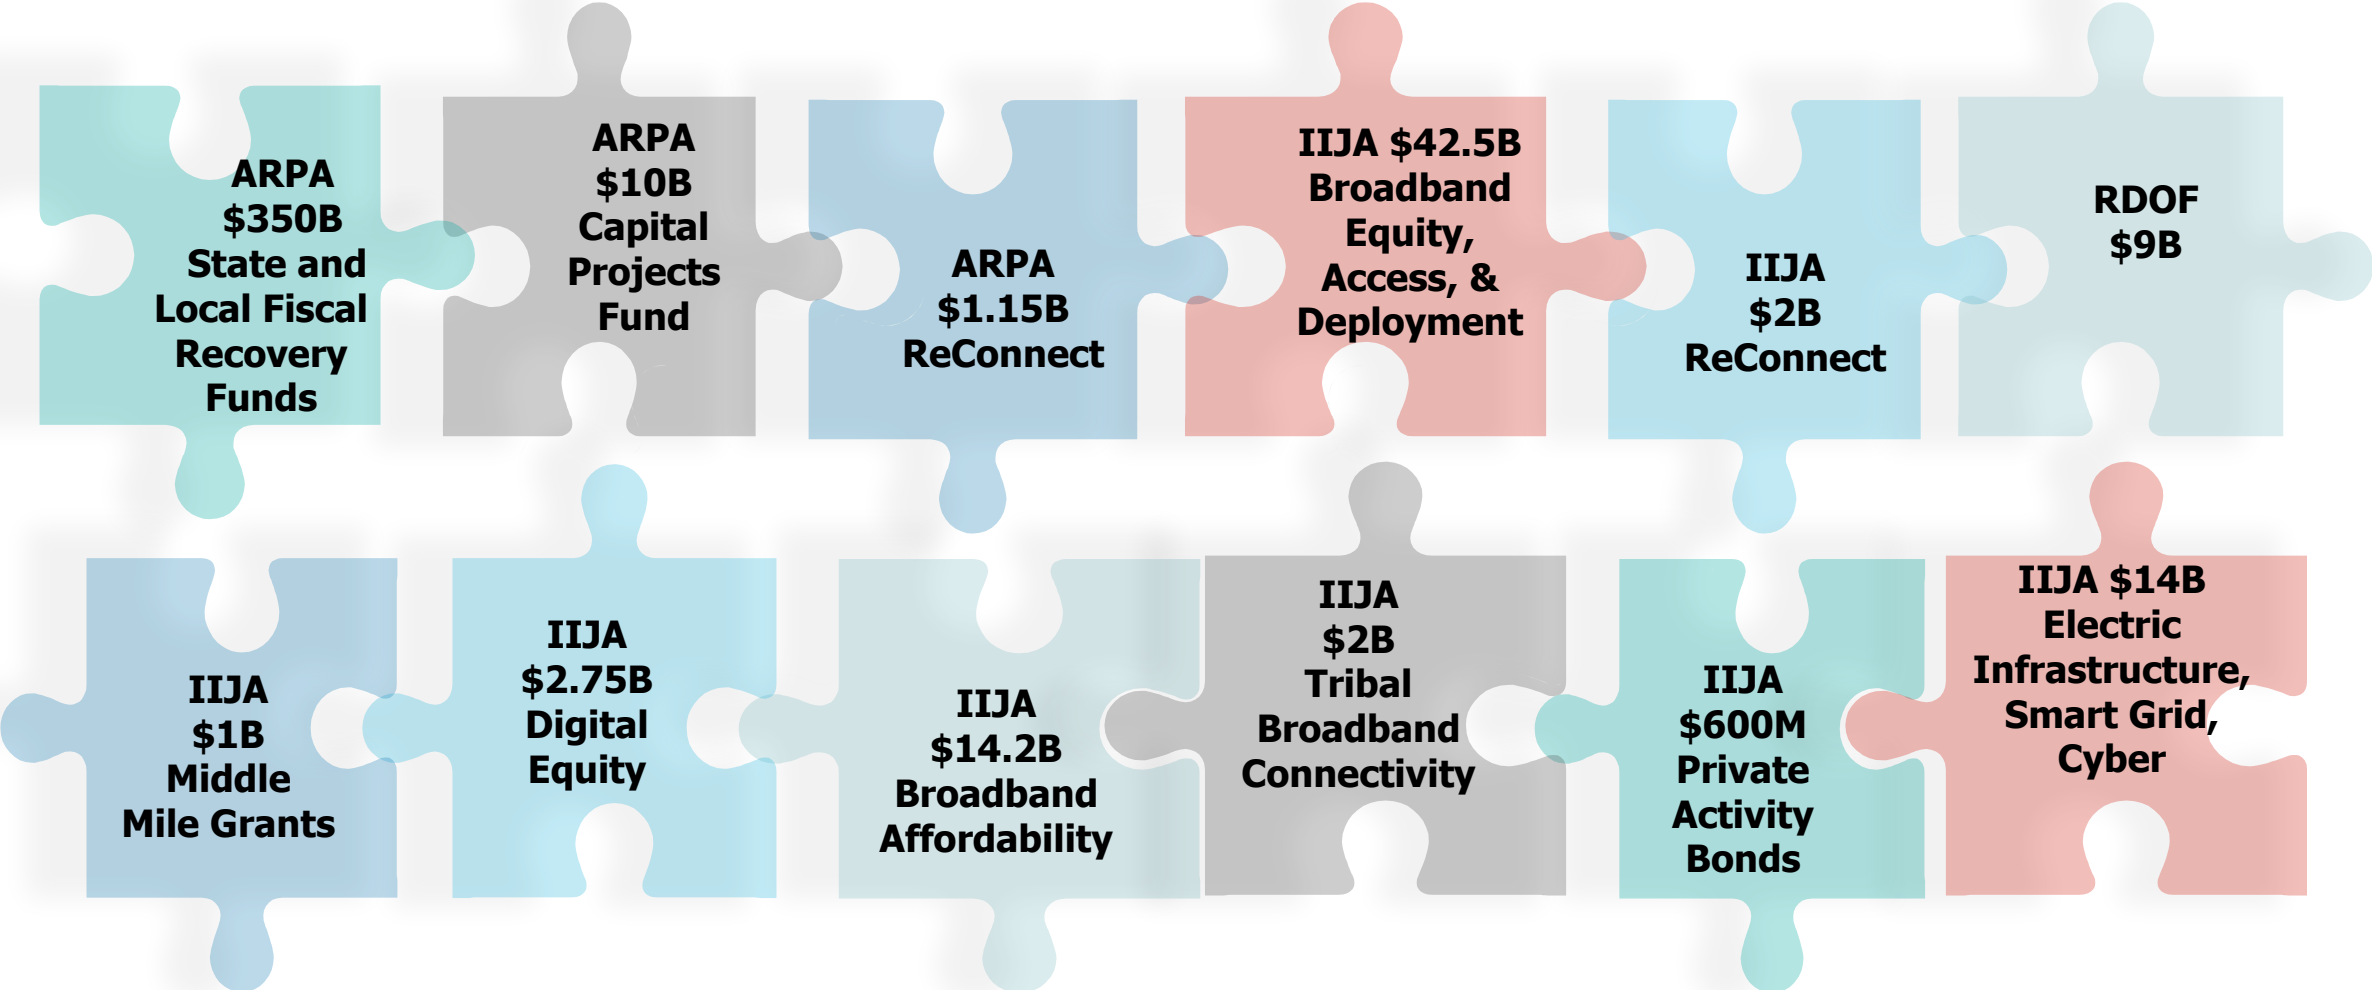 ARPA
$350B
State and
Local Fiscal
Recovery
Funds
ARPA
$10B
Capital
Projects
Fund
ARPA
$1.15B
ReConnect
IIJA $42.5B
Broadband
Equity,
Access, &
Deployment
IIJA
$2B
ReConnect
RDOF
$9B
IIJA
$1B
Middle
Mile Grants
IIJA
$2.75B
Digital
Equity
IIJA
$14.2B
Broadband
Affordability
IIJA
$2B
Tribal
Broadband
Connectivity
IIJA
$600M
Private
Activity
Bonds
IIJA $14B
Electric
Infrastructure,
Smart Grid,
Cyber